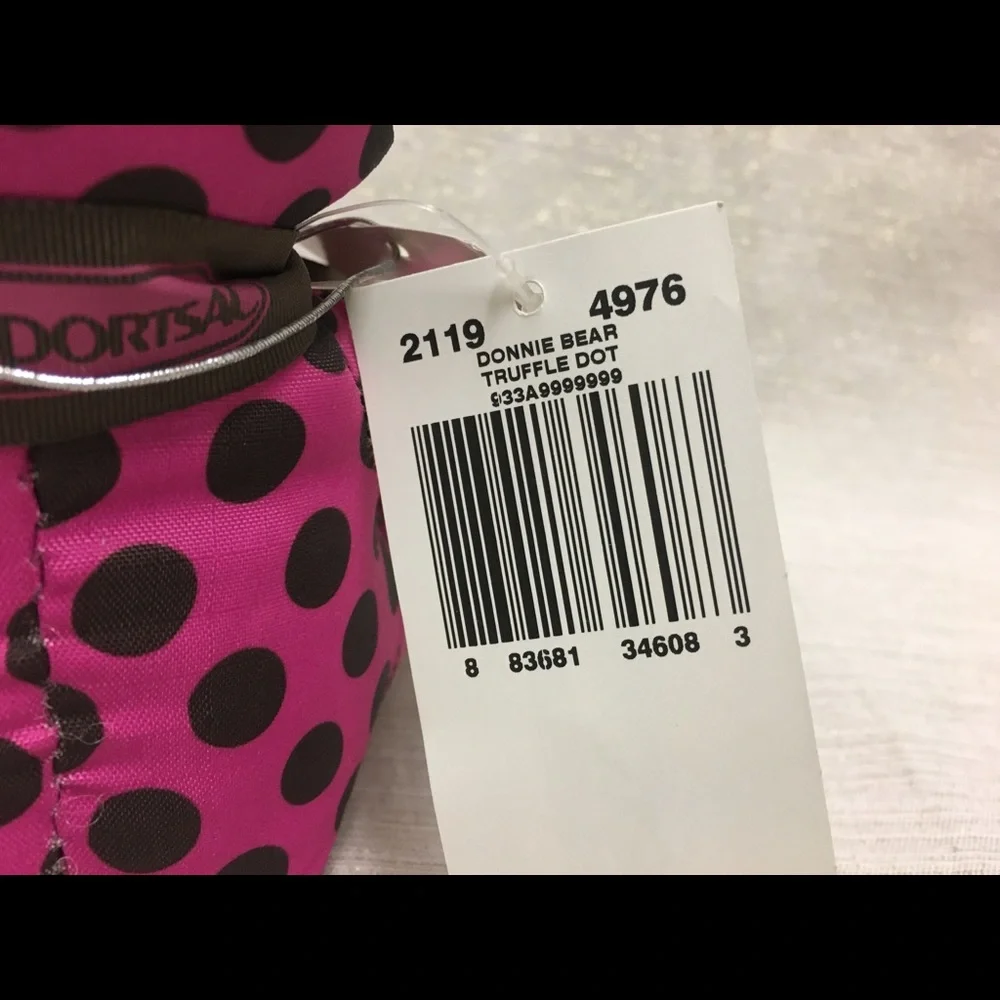 DORTSAC
2119 4976
DONNIE BEAR
TRUFFLE DOT
933A9999999
8 83681 34608 3